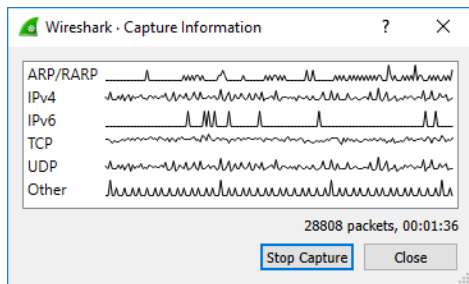 Wireshark · Capture Information
ARP/RARP
IPv4
IPv6
TCP
UDP
Other
28808 packets, 00:01:36
Stop Capture
Close